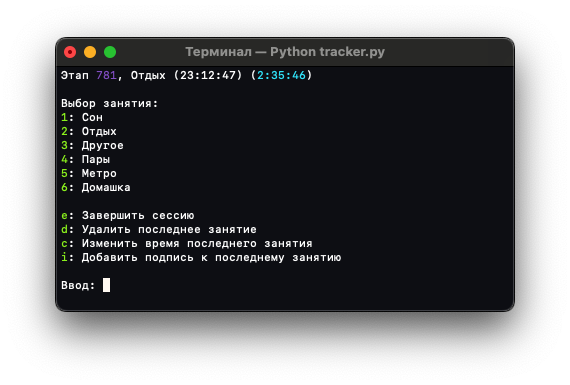 Терминал — Python tracker.py
Этап 781, Отдых (23:12:47) (2:35:46)
Выбор занятия:
1: Сон
2: Отдых
3: Другое
4: Пары
5: Метро
6: Домашка
e: Завершить сессию
d: Удалить последнее занятие
c: Изменить время последнего занятия
i: Добавить подпись к последнему занятию
Ввод: